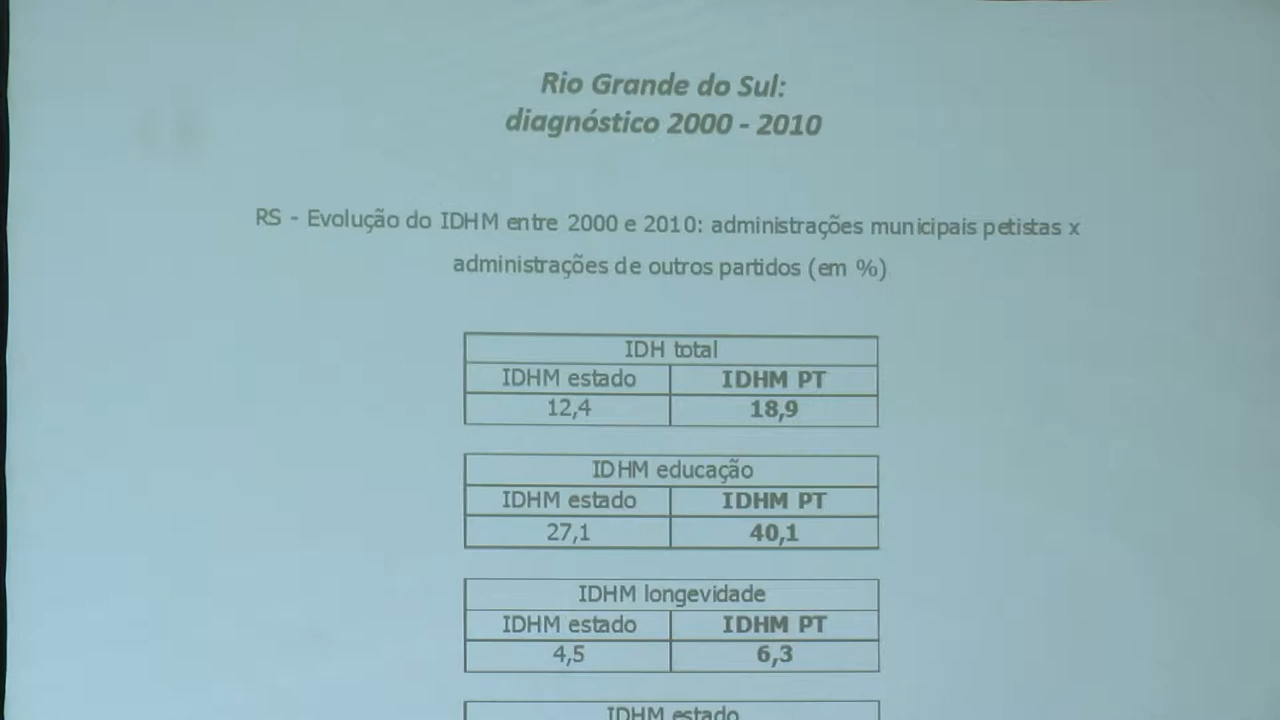 Rio Grande do Sul:
diagnóstico 2000 - 2010
RS - Evolução do IDHM entre 2000 e 2010: administrações municipais petistas x
administrações de outros partidos (em %)
IDH total
IDHM estado IDHM PT
12,4 18,9
IDHM educação
IDHM estado IDHM PT
27,1 40,1
IDHM longevidade
IDHM estado IDHM PT
4,5 6,3
IDHM estado